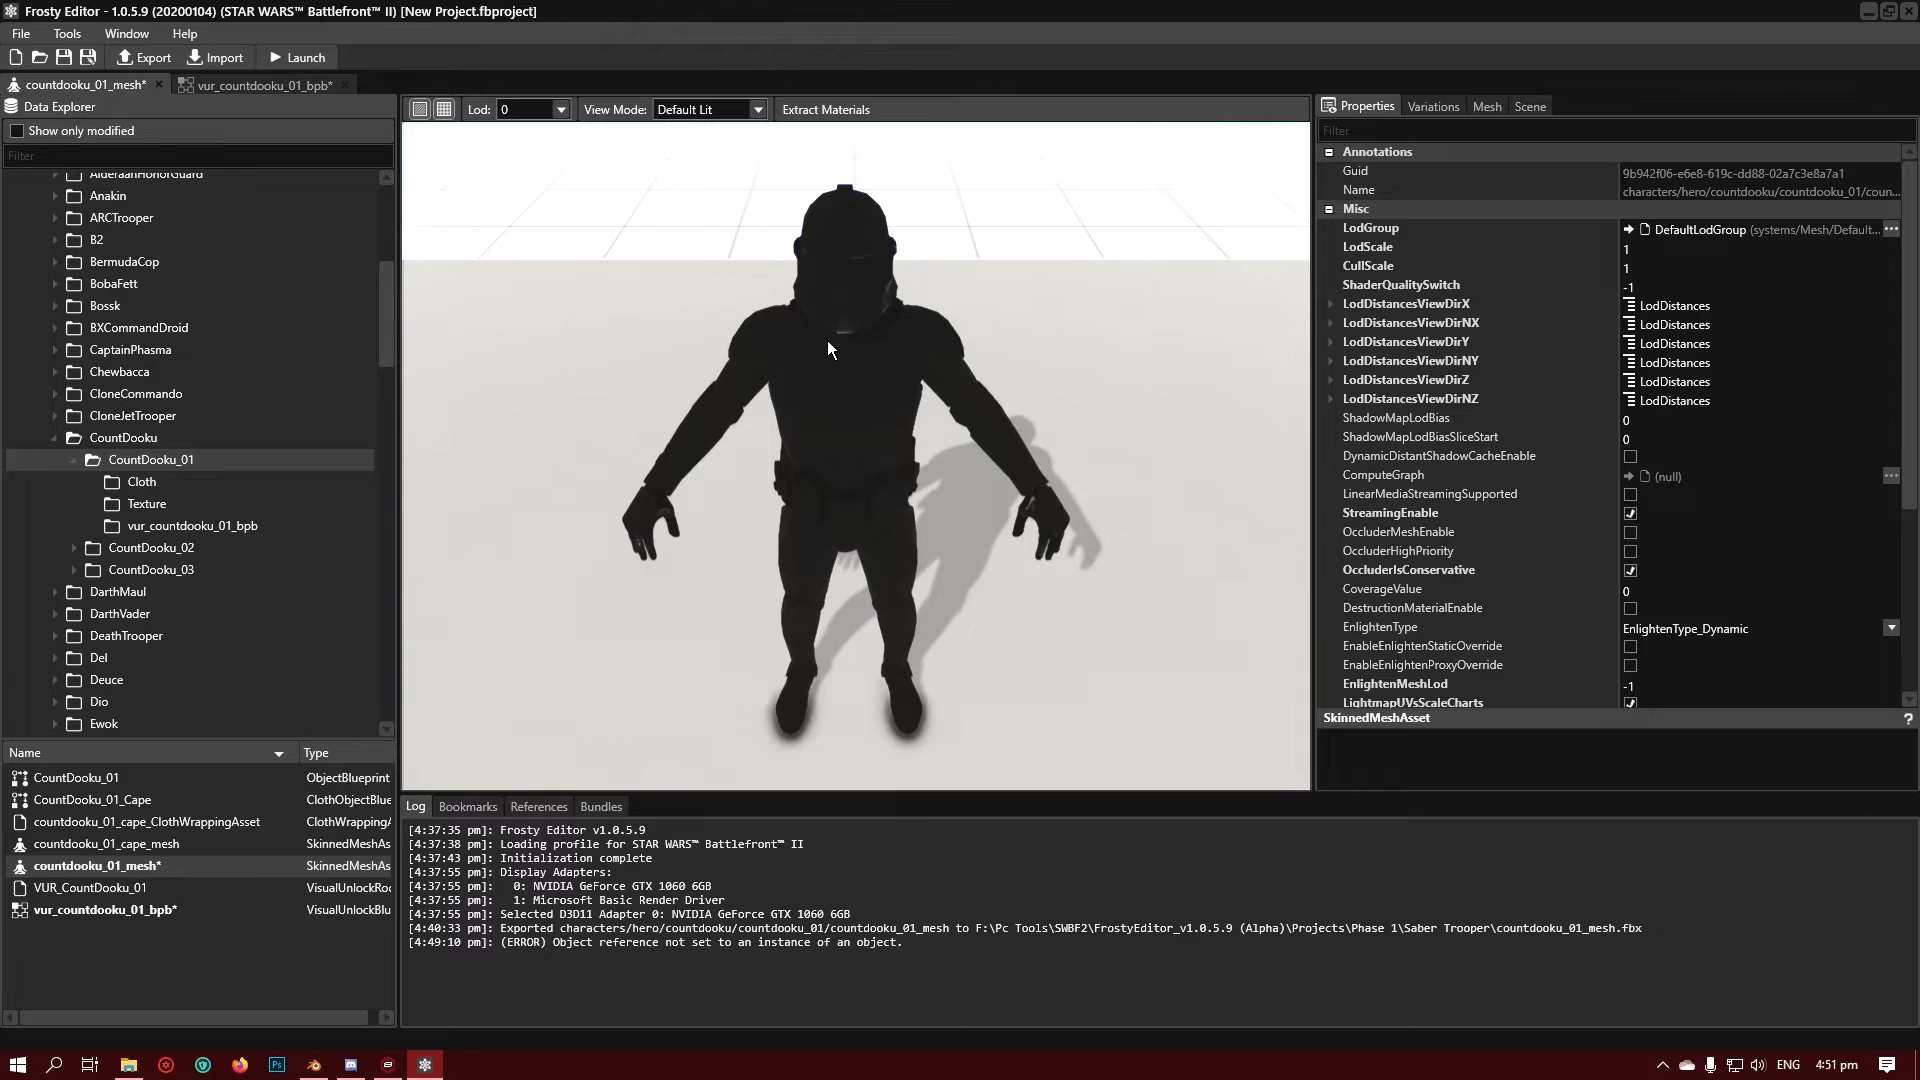 Frosty Editor - 1.0.5.9 (20200104) (STAR WARS™ Battlefront™ II) [New Project.fbproject]
File Tools Window Help
Export Import Launch
countdooku_01_mesh* vur_countdooku_01_bpb*
Data Explorer
Show only modified
Filter
AlderaanHonorGuard
Anakin
ARCTrooper
B2
BermudaCop
BobaFett
Bossk
BXCommandDroid
CaptainPhasma
Chewbacca
CloneCommando
CloneJetTrooper
CountDooku
CountDooku_01
Cloth
Texture
vur_countdooku_01_bpb
CountDooku_02
CountDooku_03
DarthMaul
DarthVader
DeathTrooper
Del
Deuce
Dio
Ewok
Name Type
CountDooku_01 ObjectBlueprint
CountDooku_01_Cape ClothObjectBlue
countdooku_01_cape_ClothWrappingAsset ClothWrappingA
countdooku_01_cape_mesh SkinnedMeshAs
countdooku_01_mesh* SkinnedMeshAs
VUR_CountDooku_01 VisualUnlockRoo
vur_countdooku_01_bpb* VisualUnlockBlu
Lod: 0 View Mode: Default Lit Extract Materials
Log Bookmarks References Bundles
[4:37:35 pm]: Frosty Editor v1.0.5.9
[4:37:38 pm]: Loading profile for STAR WARS™ Battlefront™ II
[4:37:43 pm]: Initialization complete
[4:37:55 pm]: Display Adapters:
[4:37:55 pm]: 0: NVIDIA GeForce GTX 1060 6GB
[4:37:55 pm]: 1: Microsoft Basic Render Driver
[4:37:55 pm]: Selected D3D11 Adapter 0: NVIDIA GeForce GTX 1060 6GB
[4:40:33 pm]: Exported characters/hero/countdooku/countdooku_01/countdooku_01_mesh to F:\Pc Tools\SWBF2\FrostyEditor_v1.0.5.9 (Alpha)\Projects\Phase 1\Saber Trooper\countdooku_01_mesh.fbx
[4:49:10 pm]: (ERROR) Object reference not set to an instance of an object.
Properties Variations Mesh Scene
Filter
Annotations
Guid 9b942f06-e6e8-619c-dd88-02a7c3e8a7a1
Name characters/hero/countdooku/countdooku_01/coun...
Misc
LodGroup DefaultLodGroup (systems/Mesh/Default... ...
LodScale 1
CullScale 1
ShaderQualitySwitch -1
LodDistancesViewDirX LodDistances
LodDistancesViewDirNX LodDistances
LodDistancesViewDirY LodDistances
LodDistancesViewDirNY LodDistances
LodDistancesViewDirZ LodDistances
LodDistancesViewDirNZ LodDistances
ShadowMapLodBias 0
ShadowMapLodBiasSliceStart 0
DynamicDistantShadowCacheEnable
ComputeGraph (null) ...
LinearMediaStreamingSupported
StreamingEnable
OccluderMeshEnable
OccluderHighPriority
OccluderIsConservative
CoverageValue 0
DestructionMaterialEnable
EnlightenType EnlightenType_Dynamic
EnableEnlightenStaticOverride
EnableEnlightenProxyOverride
EnlightenMeshLod -1
LightmapUVsScaleCharts
SkinnedMeshAsset ?
Ps ENG 4:51 pm